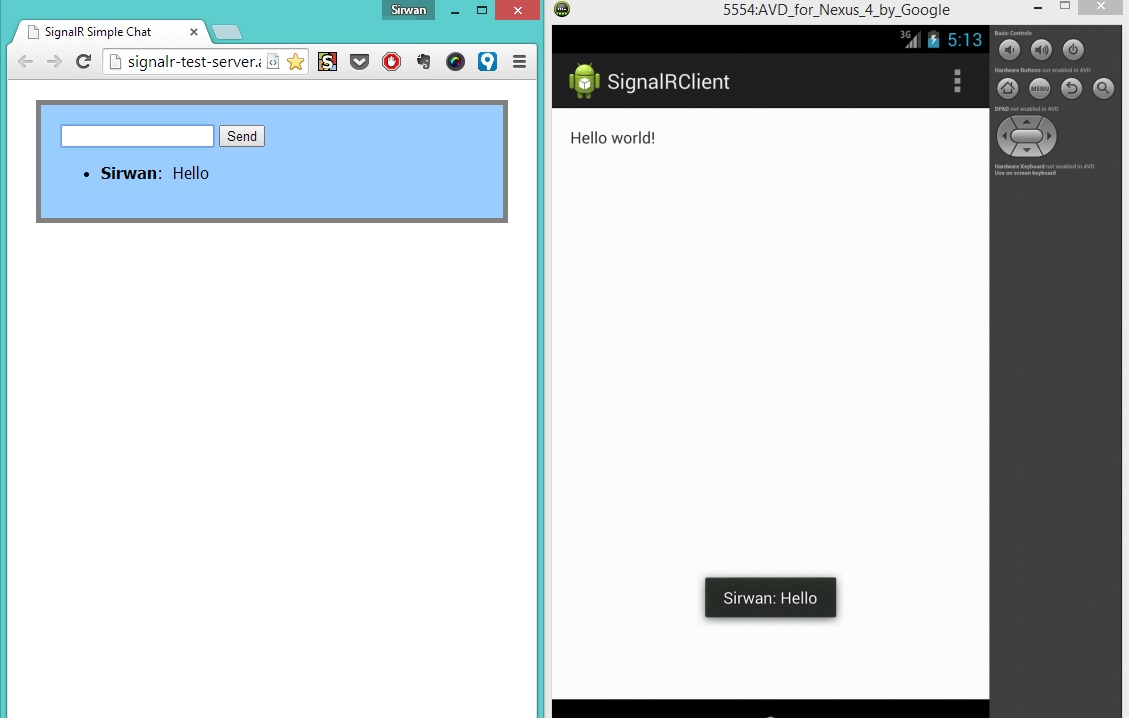 Sirwan
SignalR Simple Chat
signalr-test-server.a
Send
Sirwan: Hello
5554:AVD_for_Nexus_4_by_Google
3G 5:13
SignalRClient
Hello world!
Sirwan: Hello
Basic Controls
Hardware Buttons not enabled in AVD
MENU
DPAD not enabled in AVD
Hardware Keyboard not enabled in AVD
Use on screen keyboard